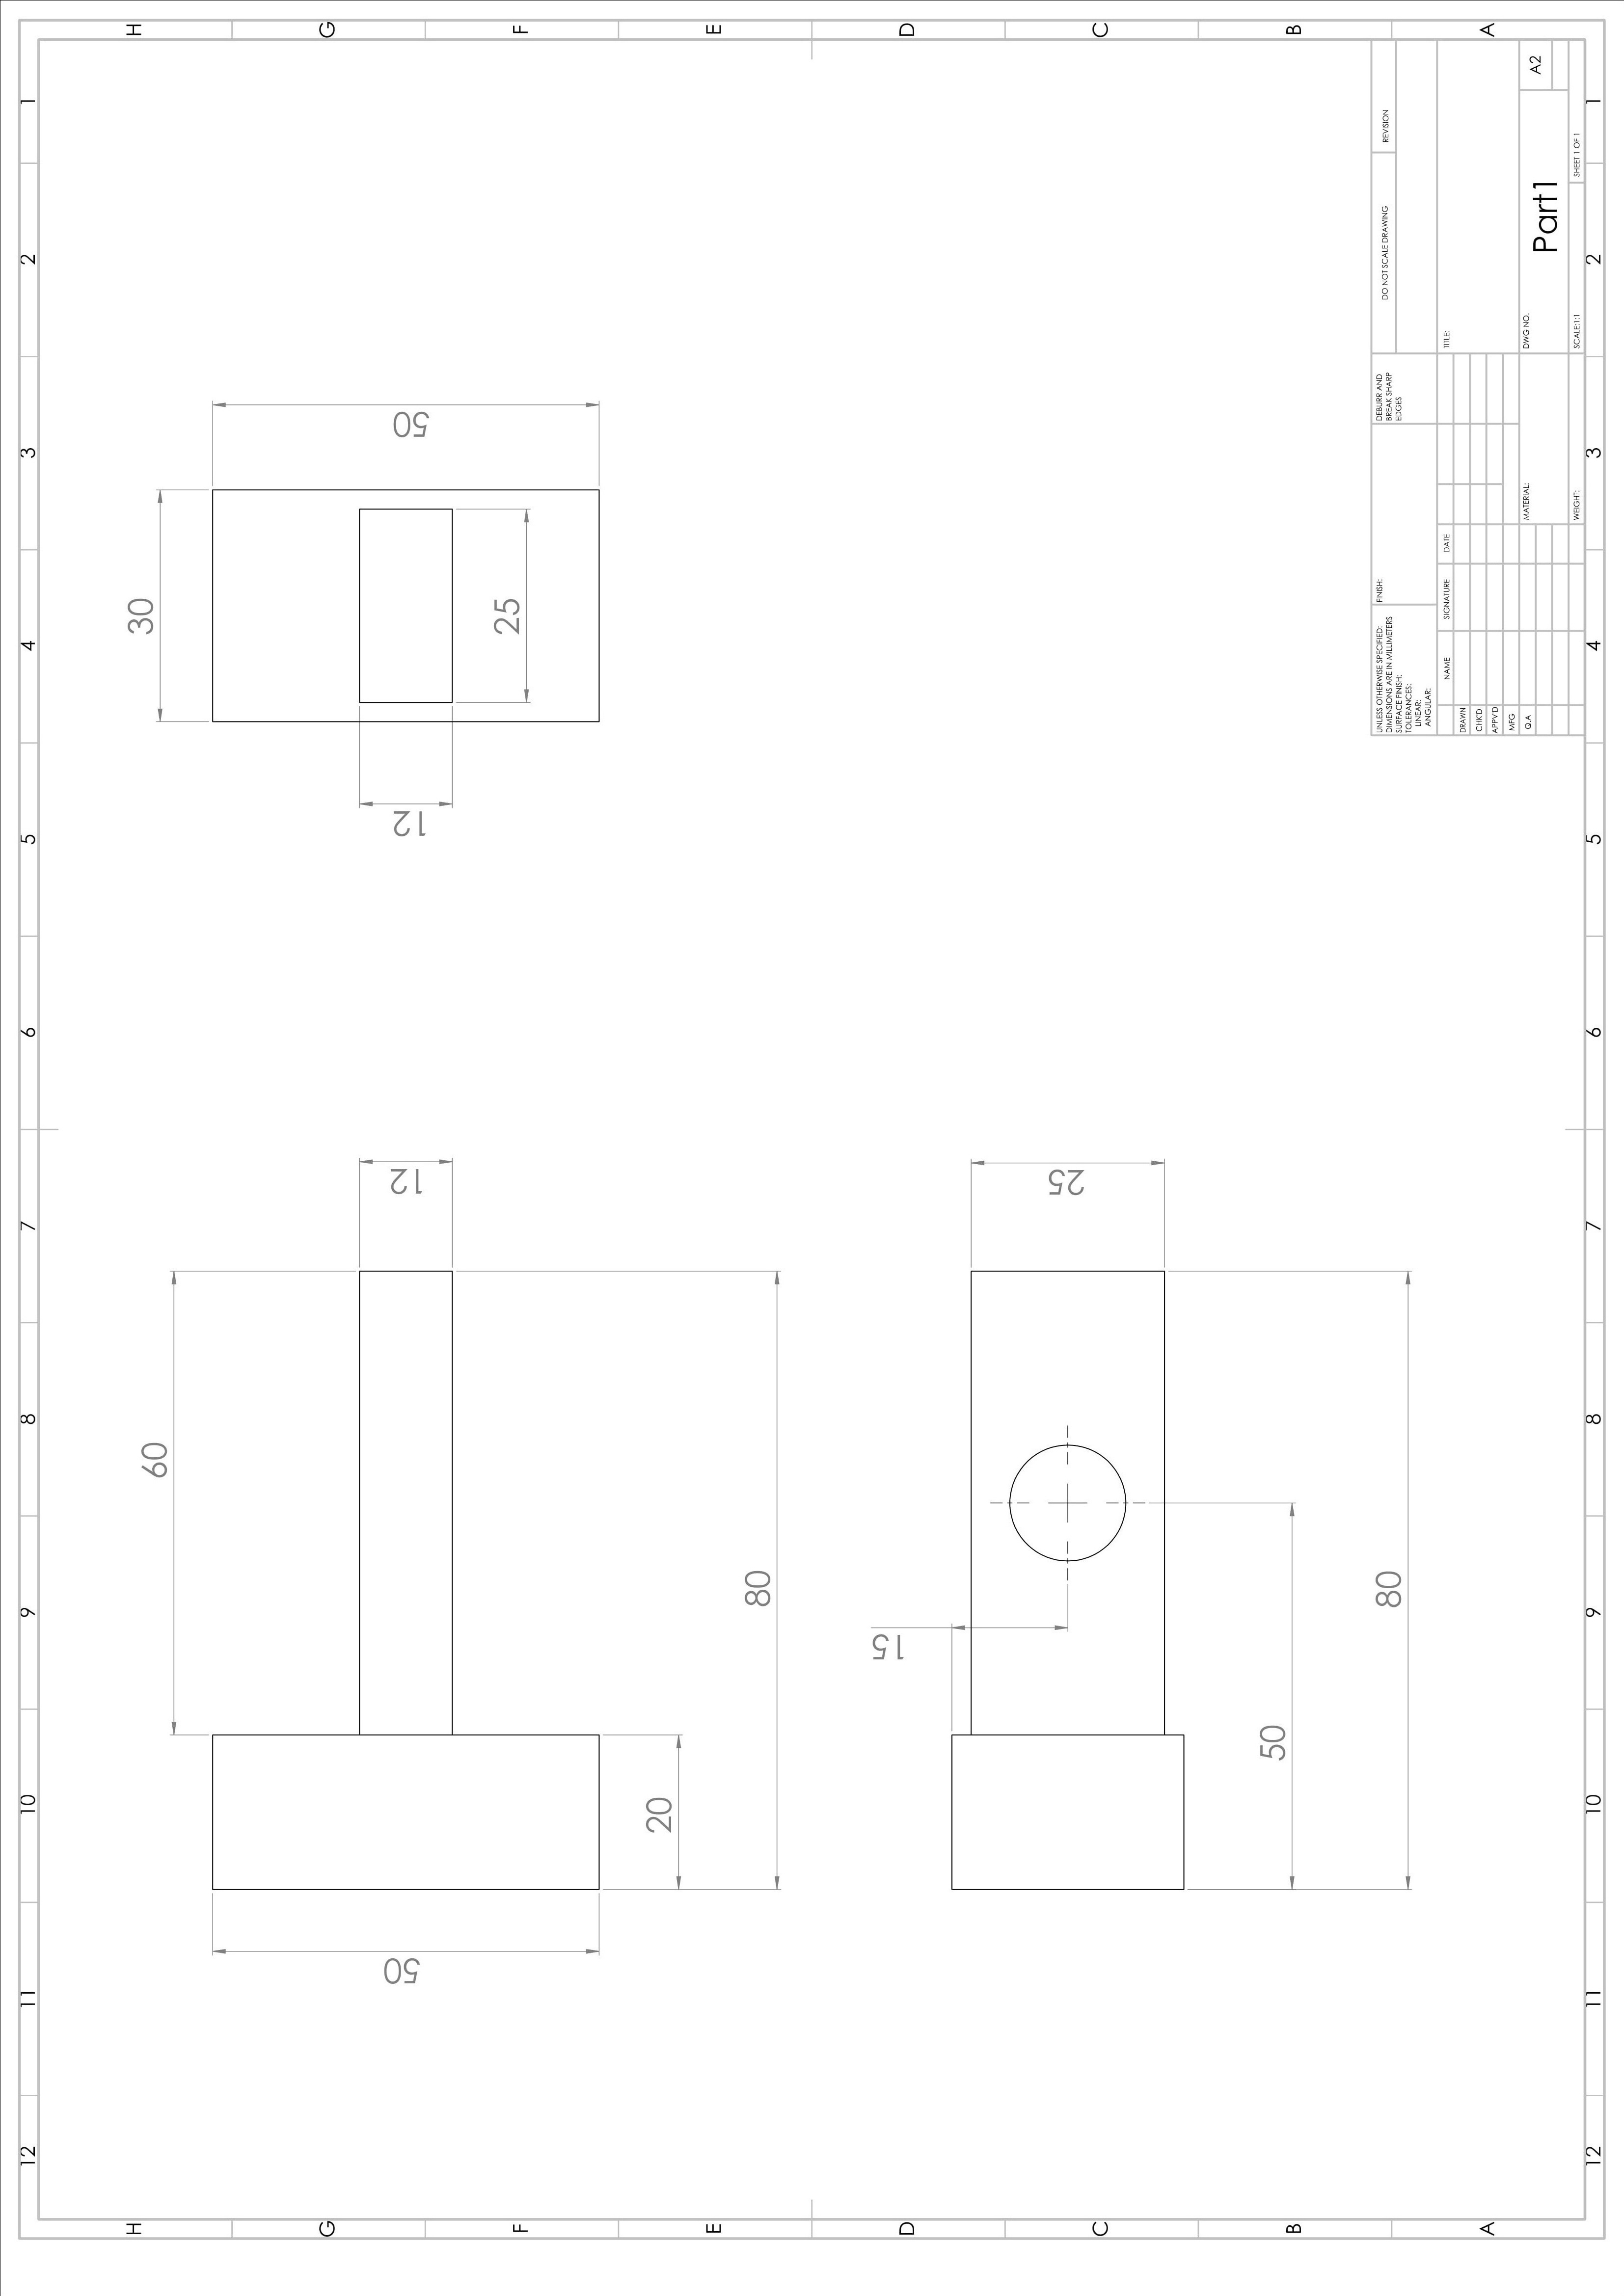 12 11 10 9 8 7 6 5 4 3 2 1
H H
60 30
G G
50 12 12 50
25
F F
20
E E
80
15
D D
25
C C
50
B B
80
UNLESS OTHERWISE SPECIFIED:
DIMENSIONS ARE IN MILLIMETERS
SURFACE FINISH:
TOLERANCES:
LINEAR:
ANGULAR:
FINISH:
DEBURR AND
BREAK SHARP
EDGES
DO NOT SCALE DRAWING
REVISION
NAME SIGNATURE DATE
TITLE:
DRAWN
CHK'D
APPV'D
MFG
Q.A
A A
MATERIAL:
DWG NO.
Part1
A2
WEIGHT:
SCALE:1:1
SHEET 1 OF 1
12 11 10 9 8 7 6 5 4 3 2 1